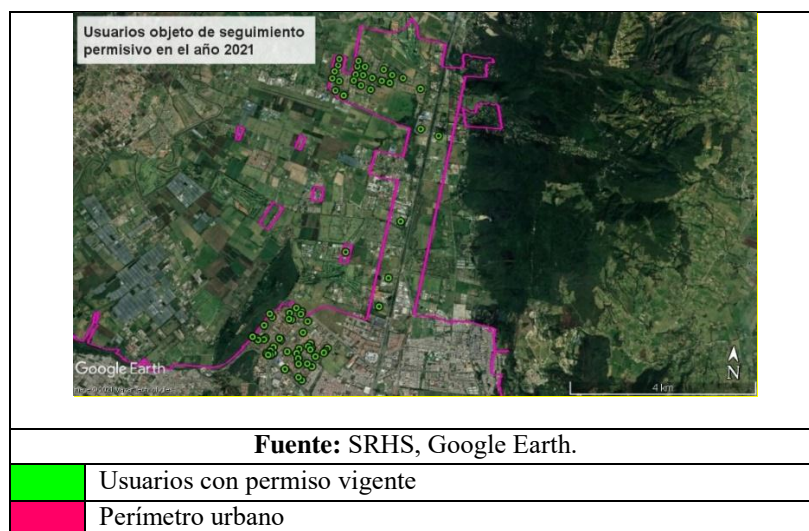 Usuarios objeto de seguimiento
permisivo en el año 2021
Google Earth
4 km
N
Fuente: SRHS, Google Earth.
Usuarios con permiso vigente
Perímetro urbano